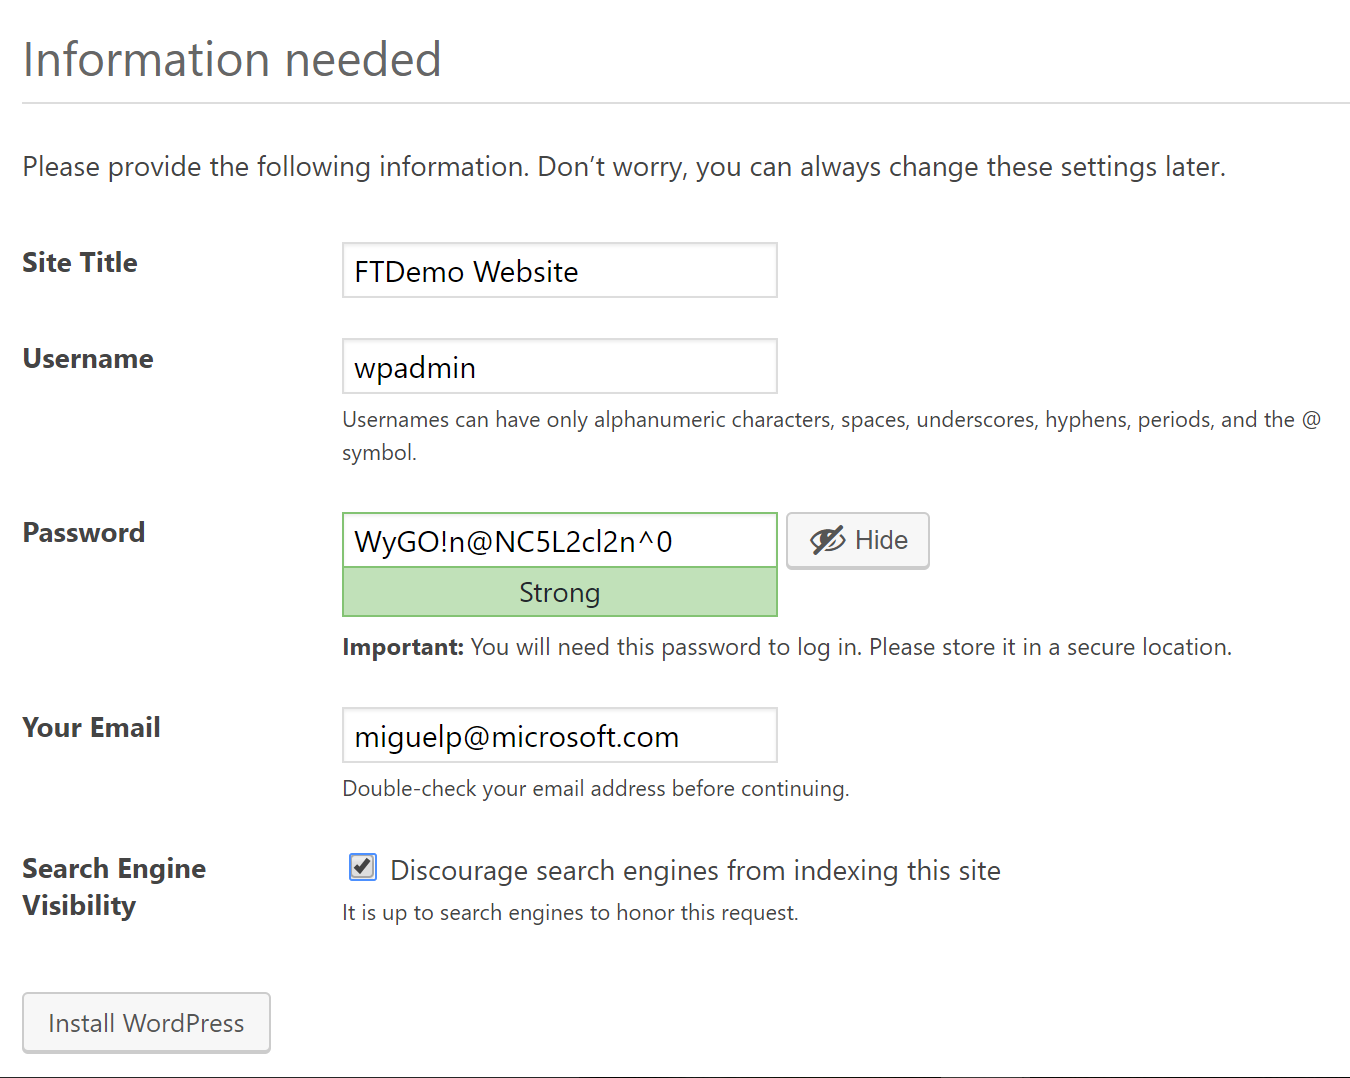 Information needed
Please provide the following information. Don’t worry, you can always change these settings later.
Site Title
FTDemo Website
Username
wpadmin
Usernames can have only alphanumeric characters, spaces, underscores, hyphens, periods, and the @
symbol.
Password
WyGO!n@NC5L2cl2n^0
Hide
Strong
Important: You will need this password to log in. Please store it in a secure location.
Your Email
miguelp@microsoft.com
Double-check your email address before continuing.
Search Engine
Visibility
Discourage search engines from indexing this site
It is up to search engines to honor this request.
Install WordPress